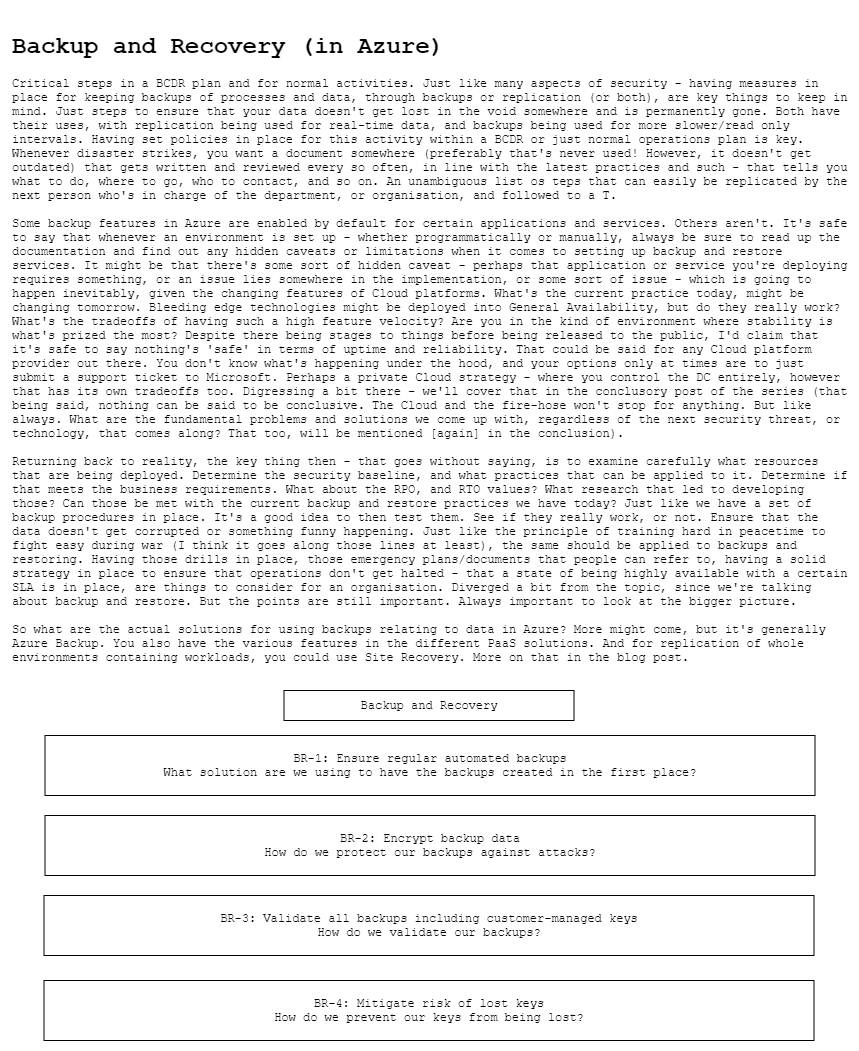 Backup and Recovery (in Azure)
Critical steps in a BCDR plan and for normal activities. Just like many aspects of security - having measures in
place for keeping backups of processes and data, through backups or replication (or both), are key things to keep in
mind. Just steps to ensure that your data doesn't get lost in the void somewhere and is permanently gone. Both have
their uses, with replication being used for real-time data, and backups being used for more slower/read only
intervals. Having set policies in place for this activity within a BCDR or just normal operations plan is key.
Whenever disaster strikes, you want a document somewhere (preferably that's never used! However, it doesn't get
outdated) that gets written and reviewed every so often, in line with the latest practices and such - that tells you
what to do, where to go, who to contact, and so on. An unambiguous list os teps that can easily be replicated by the
next person who's in charge of the department, or organisation, and followed to a T.
Some backup features in Azure are enabled by default for certain applications and services. Others aren't. It's safe
to say that whenever an environment is set up - whether programmatically or manually, always be sure to read up the
documentation and find out any hidden caveats or limitations when it comes to setting up backup and restore
services. It might be that there's some sort of hidden caveat - perhaps that application or service you're deploying
requires something, or an issue lies somewhere in the implementation, or some sort of issue - which is going to
happen inevitably, given the changing features of Cloud platforms. What's the current practice today, might be
changing tomorrow. Bleeding edge technologies might be deployed into General Availability, but do they really work?
What's the tradeoffs of having such a high feature velocity? Are you in the kind of environment where stability is
what's prized the most? Despite there being stages to things before being released to the public, I'd claim that
it's safe to say nothing's 'safe' in terms of uptime and reliability. That could be said for any Cloud platform
provider out there. You don't know what's happening under the hood, and your options only at times are to just
submit a support ticket to Microsoft. Perhaps a private Cloud strategy - where you control the DC entirely, however
that has its own tradeoffs too. Digressing a bit there - we'll cover that in the conclusory post of the series (that
being said, nothing can be said to be conclusive. The Cloud and the fire-hose won't stop for anything. But like
always. What are the fundamental problems and solutions we come up with, regardless of the next security threat, or
technology, that comes along? That too, will be mentioned [again] in the conclusion).
Returning back to reality, the key thing then - that goes without saying, is to examine carefully what resources
that are being deployed. Determine the security baseline, and what practices that can be applied to it. Determine if
that meets the business requirements. What about the RPO, and RTO values? What research that led to developing
those? Can those be met with the current backup and restore practices we have today? Just like we have a set of
backup procedures in place. It's a good idea to then test them. See if they really work, or not. Ensure that the
data doesn't get corrupted or something funny happening. Just like the principle of training hard in peacetime to
fight easy during war (I think it goes along those lines at least), the same should be applied to backups and
restoring. Having those drills in place, those emergency plans/documents that people can refer to, having a solid
strategy in place to ensure that operations don't get halted - that a state of being highly available with a certain
SLA is in place, are things to consider for an organisation. Diverged a bit from the topic, since we're talking
about backup and restore. But the points are still important. Always important to look at the bigger picture.
So what are the actual solutions for using backups relating to data in Azure? More might come, but it's generally
Azure Backup. You also have the various features in the different PaaS solutions. And for replication of whole
environments containing workloads, you could use Site Recovery. More on that in the blog post.
Backup and Recovery
BR-1: Ensure regular automated backups
What solution are we using to have the backups created in the first place?
BR-2: Encrypt backup data
How do we protect our backups against attacks?
BR-3: Validate all backups including customer-managed keys
How do we validate our backups?
BR-4: Mitigate risk of lost keys
How do we prevent our keys from being lost?